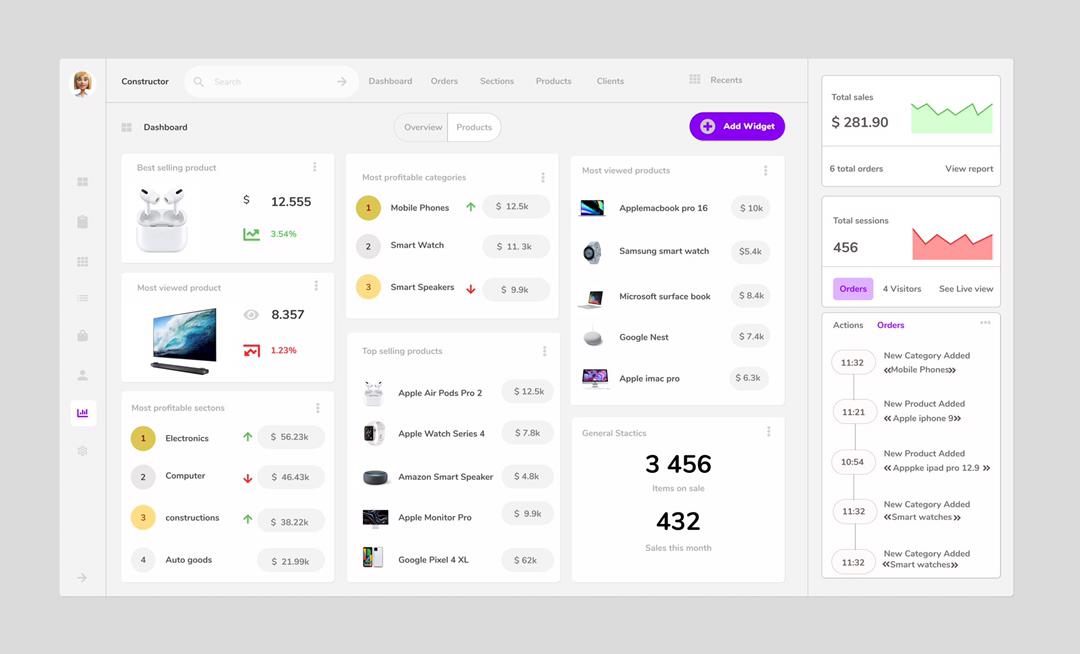 Constructor
Search
Dashboard
Orders
Sections
Products
Clients
Recents
Dashboard
Overview
Products
Add Widget
Best selling product
$ 12.555
3.54%
Most viewed product
8.357
1.23%
Most profitable sectons
1 Electronics $ 56.23k
2 Computer $ 46.43k
3 constructions $ 38.22k
4 Auto goods $ 21.99k
Most profitable categories
1 Mobile Phones $ 12.5k
2 Smart Watch $ 11. 3k
3 Smart Speakers $ 9.9k
Top selling products
Apple Air Pods Pro 2 $ 12.5k
Apple Watch Series 4 $ 7.8k
Amazon Smart Speaker $ 4.8k
Apple Monitor Pro $ 9.9k
Google Pixel 4 XL $ 62k
Most viewed products
Applemacbook pro 16 $ 10k
Samsung smart watch $5.4k
Microsoft surface book $ 8.4k
Google Nest $ 7.4k
Apple imac pro $ 6.3k
General Stactics
3 456
Items on sale
432
Sales this month
Total sales
$ 281.90
6 total orders View report
Total sessions
456
Orders 4 Visitors See Live view
Actions Orders
11:32 New Category Added
«Mobile Phones»
11:21 New Product Added
« Apple iphone 9»
10:54 New Product Added
« Apppke ipad pro 12.9 »
11:32 New Category Added
«Smart watches »
11:32 New Category Added
«Smart watches»